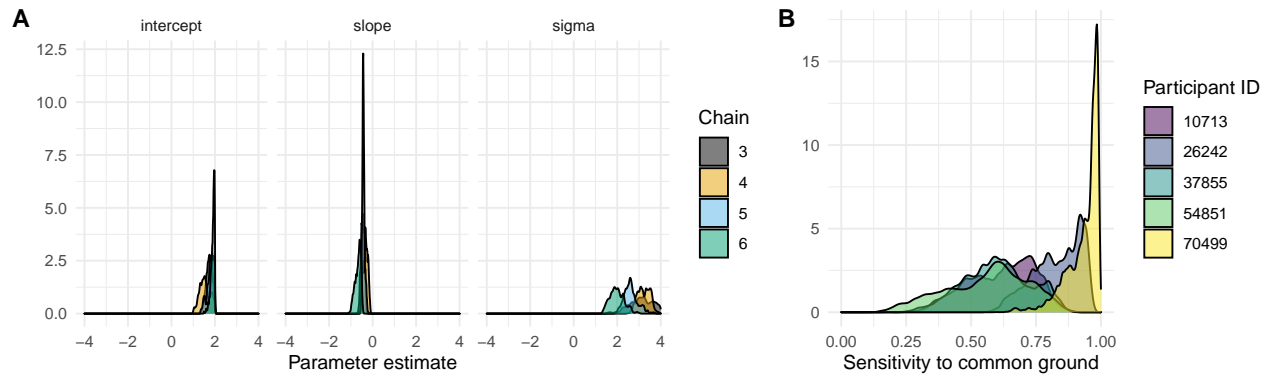 A
intercept
slope
sigma
12.5
10.0
7.5
5.0
2.5
0.0
−4 −2 0 2 4
−4 −2 0 2 4
−4 −2 0 2 4
Parameter estimate
Chain
3
4
5
6
B
15
10
5
0
0.00 0.25 0.50 0.75 1.00
Sensitivity to common ground
Participant ID
10713
26242
37855
54851
70499